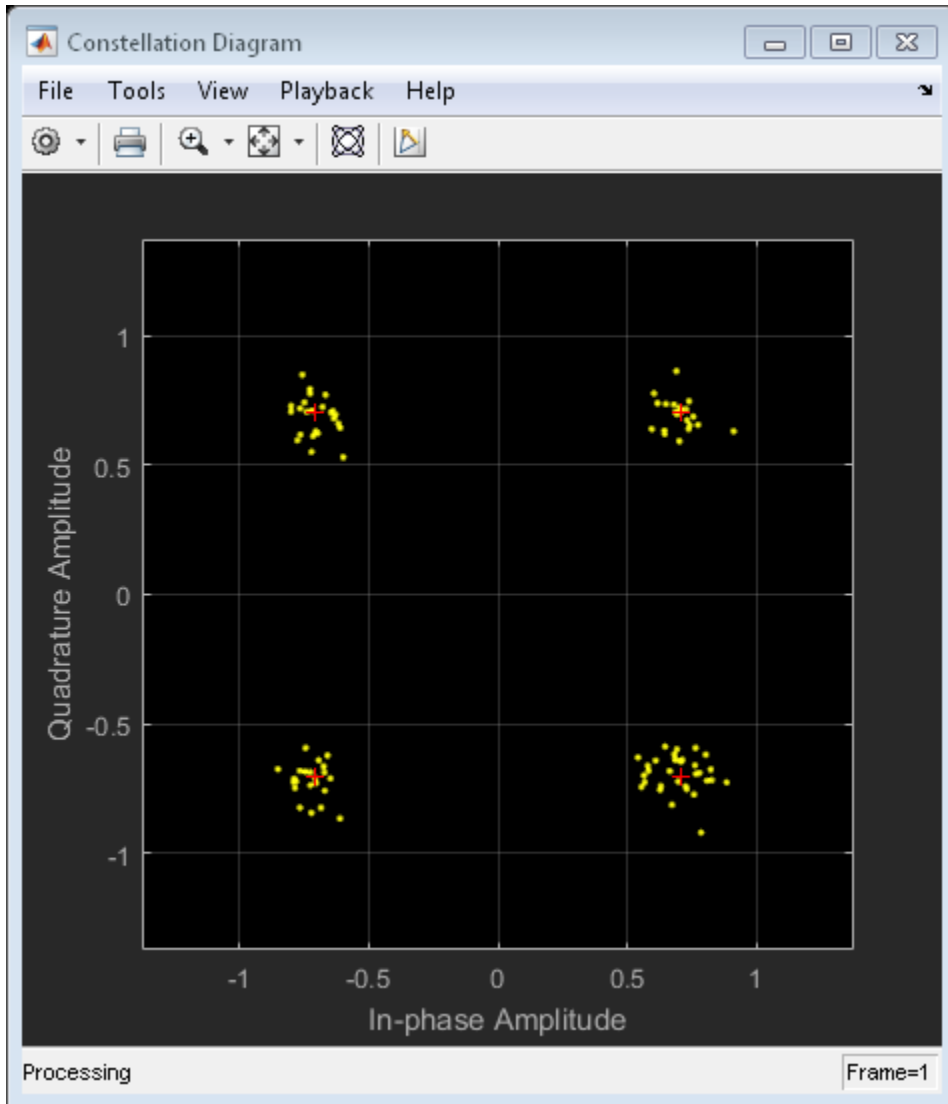 Constellation Diagram
File Tools View Playback Help
1
0.5
0
-0.5
-1
Quadrature Amplitude
-1 -0.5 0 0.5 1
In-phase Amplitude
Processing Frame=1